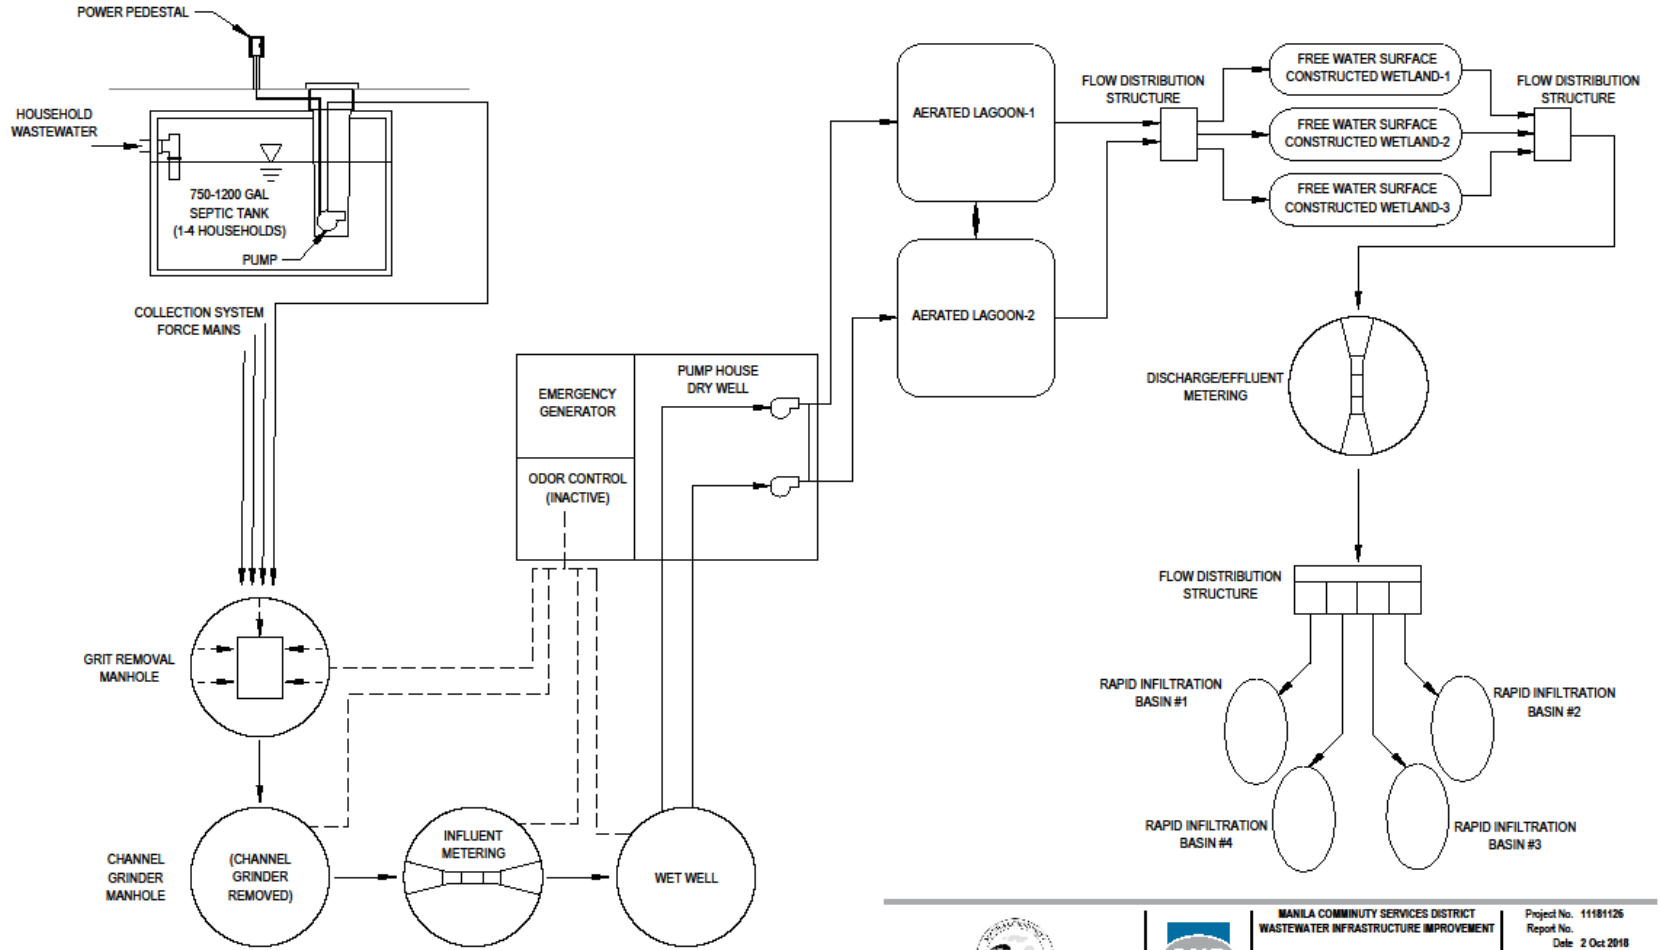 POWER PEDESTAL
HOUSEHOLD
WASTEWATER
750-1200 GAL
SEPTIC TANK
(1-4 HOUSEHOLDS)
PUMP
COLLECTION SYSTEM
FORCE MAINS
GRIT REMOVAL
MANHOLE
CHANNEL
GRINDER
MANHOLE
(CHANNEL
GRINDER
REMOVED)
INFLUENT
METERING
WET WELL
EMERGENCY
GENERATOR
ODOR CONTROL
(INACTIVE)
PUMP HOUSE
DRY WELL
AERATED LAGOON-1
AERATED LAGOON-2
FLOW DISTRIBUTION
STRUCTURE
FREE WATER SURFACE
CONSTRUCTED WETLAND-1
FREE WATER SURFACE
CONSTRUCTED WETLAND-2
FREE WATER SURFACE
CONSTRUCTED WETLAND-3
FLOW DISTRIBUTION
STRUCTURE
DISCHARGE/EFFLUENT
METERING
FLOW DISTRIBUTION
STRUCTURE
RAPID INFILTRATION
BASIN #1
RAPID INFILTRATION
BASIN #2
RAPID INFILTRATION
BASIN #4
RAPID INFILTRATION
BASIN #3
MANILA COMMINUTY SERVICES DISTRICT
WASTEWATER INFRASTRUCTURE IMPROVEMENT
Project No. 11181126
Report No.
Date 2 Oct 2018